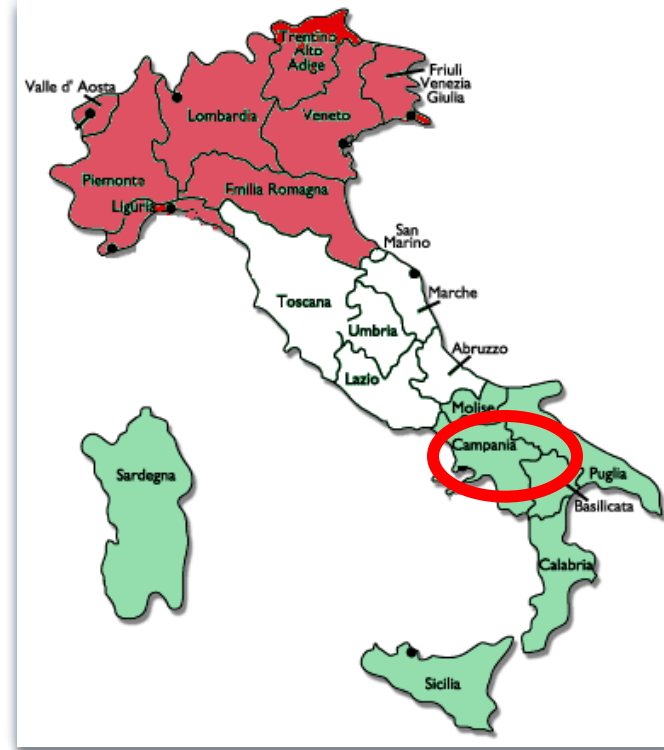 Trentino
Alto
Adige
Friuli
Venezia
Giulia
Valle d' Aosta
Lombardia
Veneto
Piemonte
Emilia Romagna
Liguria
San
Marino
Marche
Toscana
Umbria
Abruzzo
Lazio
Molise
Campania
Puglia
Sardegna
Basilicata
Calabria
Sicilia